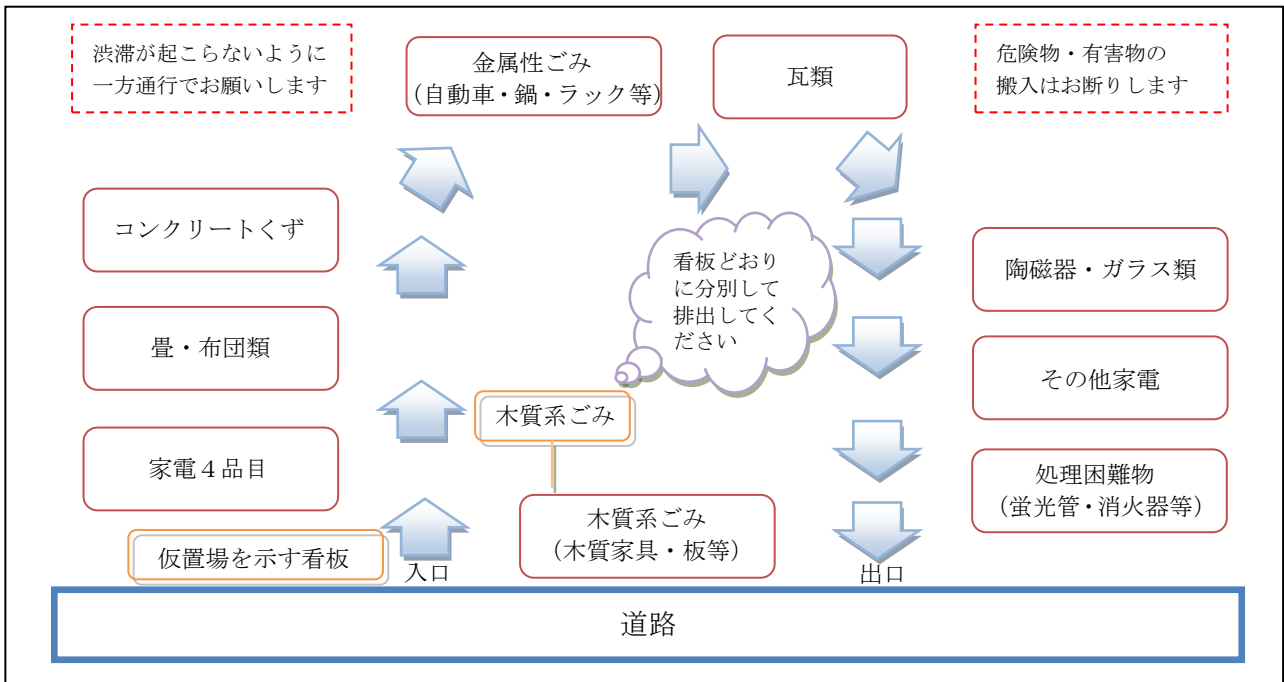 渋滞が起こらないように
一方通行でお願いします
金属性ごみ
(自動車・鍋・ラック等)
瓦類
危険物・有害物の
搬入はお断りします
コンクリートくず
看板どおり
に分別して
排出してく
ださい
陶磁器・ガラス類
畳・布団類
その他家電
木質系ごみ
家電4品目
木質系ごみ
(木質家具・板等)
処理困難物
(蛍光管・消火器等)
仮置場を示す看板
入口
出口
道路